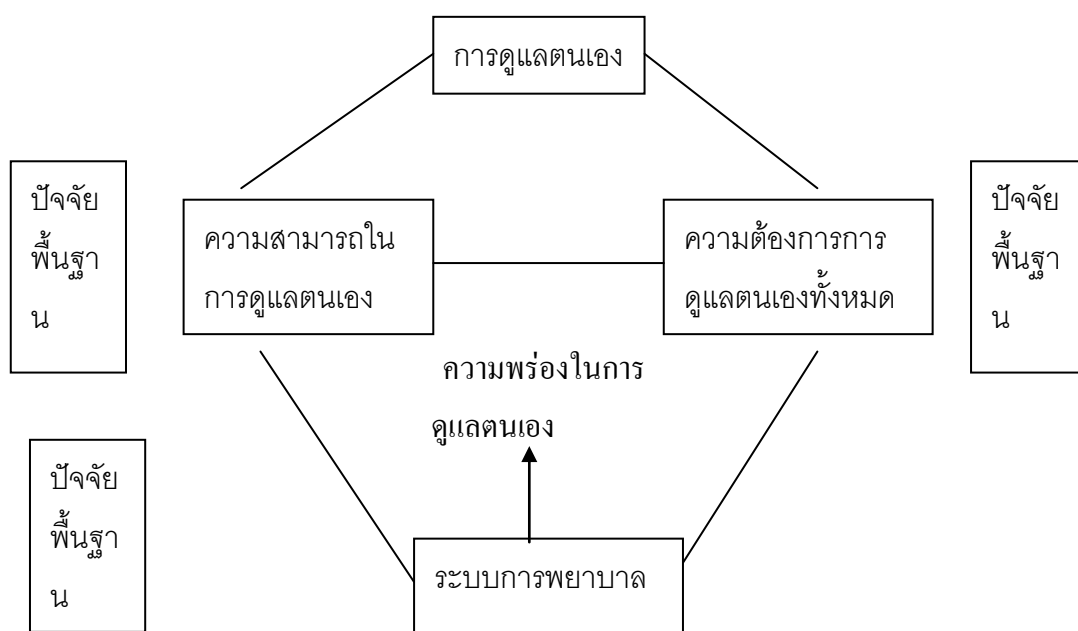 การดูแลตนเอง
ปัจจัย
พื้นฐา
น
ความสามารถใน
การดูแลตนเอง
ความต้องการการ
ดูแลตนเองทั้งหมด
ปัจจัย
พื้นฐา
น
ความพร่องในการ
ดูแลตนเอง
ปัจจัย
พื้นฐา
น
ระบบการพยาบาล